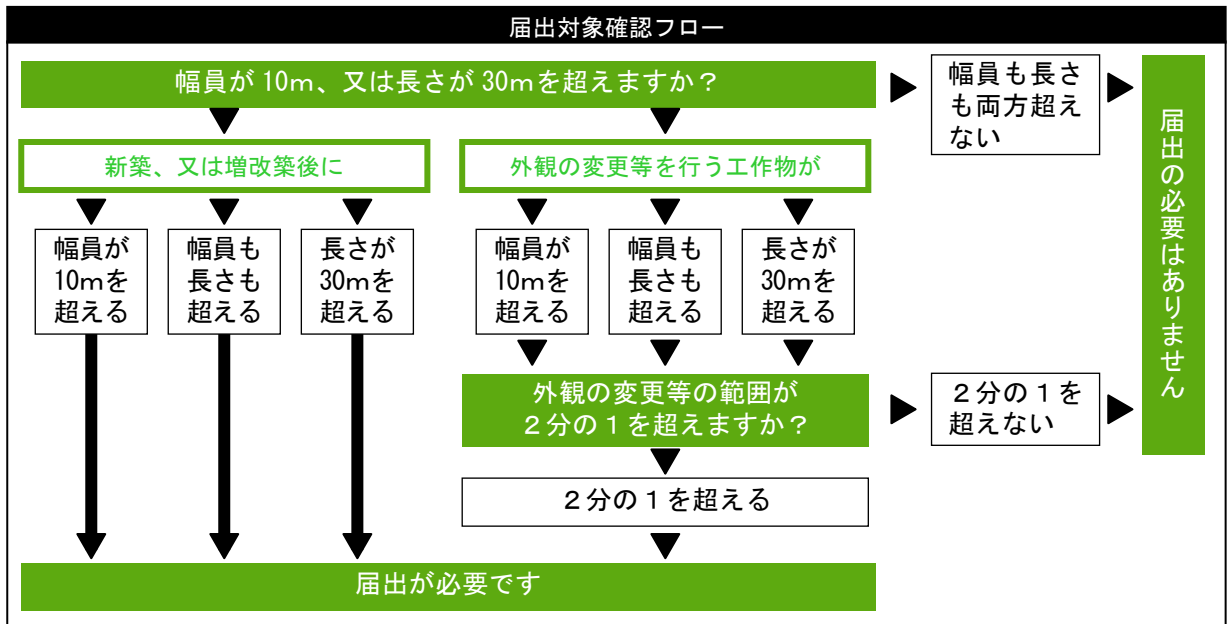 届出対象確認フロー
幅員が 10ｍ、又は長さが 30ｍを超えますか？
幅員も長さ
も両方超え
ない
届出の必要はありません
新築、又は増改築後に
外観の変更等を行う工作物が
幅員が
10ｍを
超える
幅員も
長さも
超える
長さが
30ｍを
超える
幅員が
10ｍを
超える
幅員も
長さも
超える
長さが
30ｍを
超える
外観の変更等の範囲が
２分の１を超えますか？
２分の１を
超えない
２分の１を超える
届出が必要です